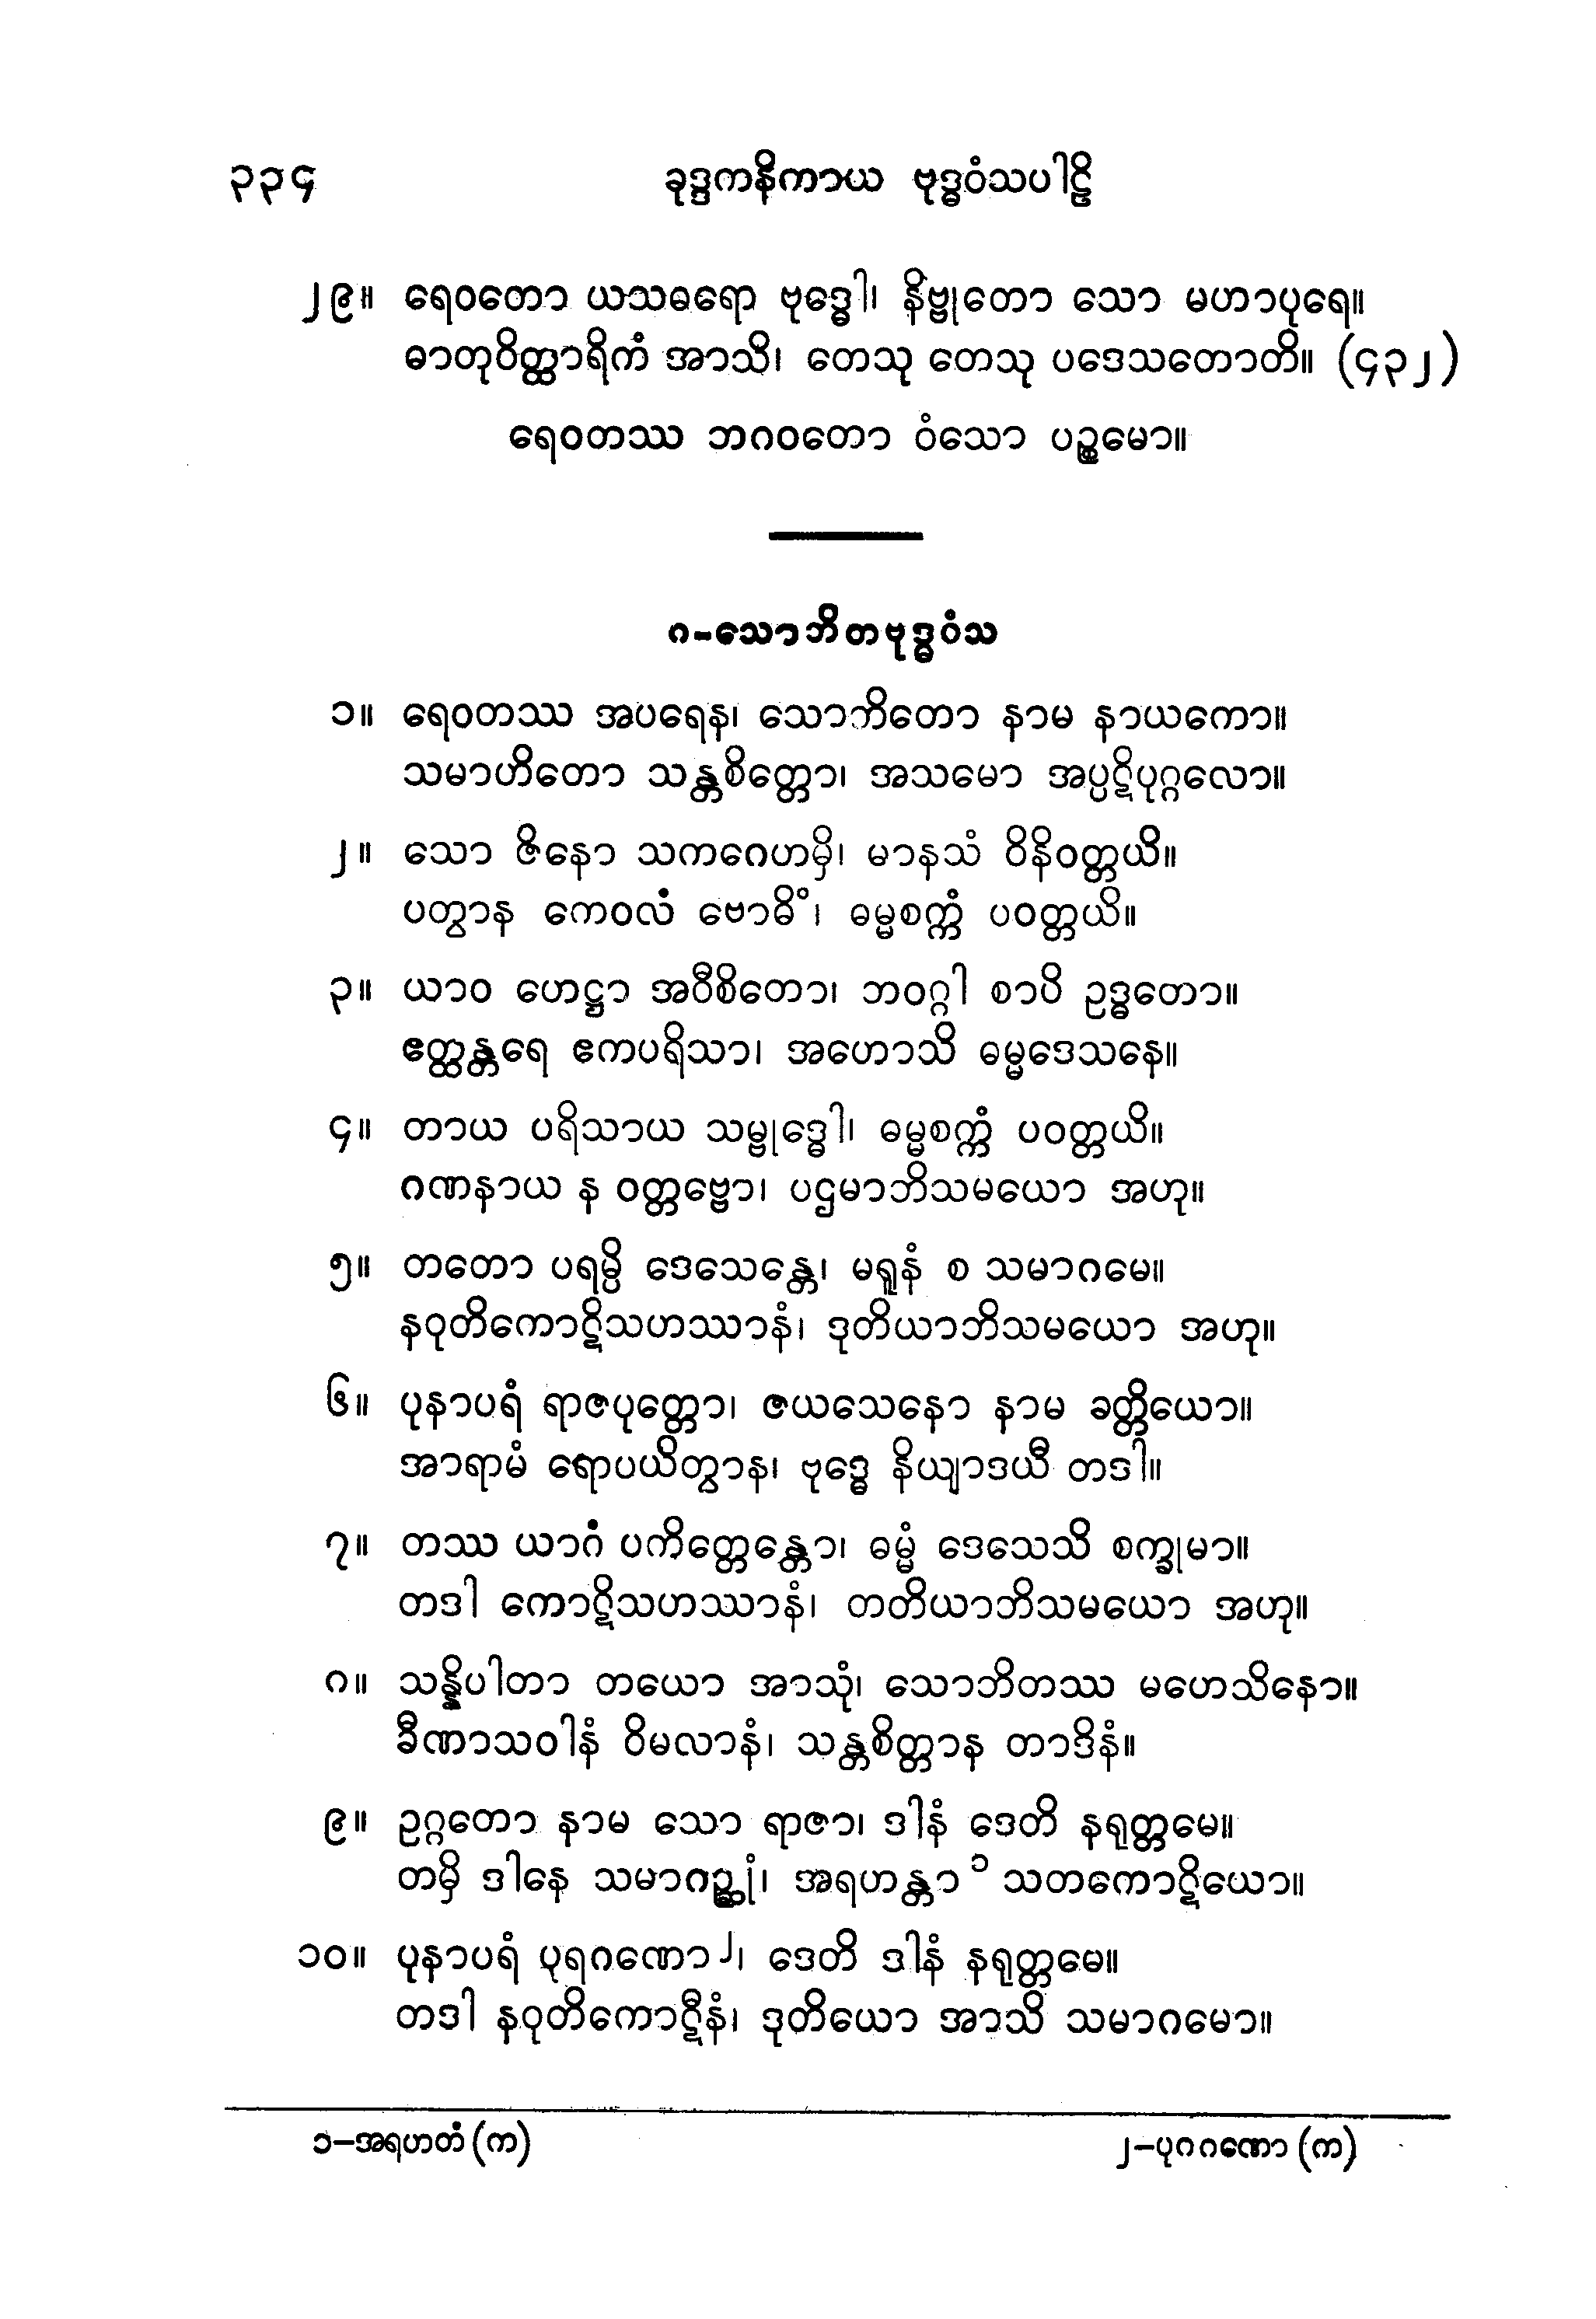 ၃၃၄ ခုဒ္ဒကနိကာယ ဗုဒ္ဓဝံသပါဠိ
၂၉။ ရေဝတော ယသဓရော ဗုဒ္ဓေါ၊ နိဗ္ဗုတော သော မဟာပုရေ။
ဓာတုဝိတ္ထာရိကံ အာသိ၊ တေသု တေသု ပဒေသတောတိ။ (၄၃၂)
ရေဝတဿ ဘဂဝတော ဝံသော ပဉ္စမော။
၈-သောဘိတဗုဒ္ဓဝံသ
၁။ ရေဝတဿ အပရေန၊ သောဘိတော နာမ နာယကော။
သမာဟိတော သန္တစိတ္တော၊ အသမော အပ္ပဋိပုဂ္ဂလော။
၂။ သော ဇိနော သကဂေဟမှိ၊ မာနသံ ဝိနိဝတ္တယိ။
ပတွာန ကေဝလံ ဗောဓိံ၊ ဓမ္မစက္ကံ ပဝတ္တယိ။
၃။ ယာဝ ဟေဋ္ဌာ အဝီစိတော၊ ဘဝဂ္ဂါ စာပိ ဥဒ္ဓတော။
ဧတ္ထန္တရေ ဧကပရိသာ၊ အဟောသိ ဓမ္မဒေသနေ။
၄။ တာယ ပရိသာယ သမ္ဗုဒ္ဓေါ၊ ဓမ္မစက္ကံ ပဝတ္တယိ။
ဂဏနာယ န ဝတ္တဗ္ဗော၊ ပဌမာဘိသမယော အဟု။
၅။ တတော ပရမ္ပိ ဒေသေန္တေ၊ မရူနံ စ သမာဂမေ။
နဝုတိကောဋိသဟဿာနံ၊ ဒုတိယာဘိသမယော အဟု။
၆။ ပုနာပရံ ရာဇပုတ္တော၊ ဇယသေနော နာမ ခတ္တိယော။
အာရာမံ ရောပယိတွာန၊ ဗုဒ္ဓေ နိယျာဒယီ တဒါ။
၇။ တဿ ယာဂံ ပကိတ္တေန္တော၊ ဓမ္မံ ဒေသေသိ စက္ခုမာ။
တဒါ ကောဋိသဟဿာနံ၊ တတိယာဘိသမယော အဟု။
၈။ သန္နိပါတာ တယော အာသုံ၊ သောဘိတဿ မဟေသိနော။
ခီဏာသဝါနံ ဝိမလာနံ၊ သန္တစိတ္တာန တာဒိနံ။
၉။ ဥဂ္ဂတော နာမ သော ရာဇာ၊ ဒါနံ ဒေတိ နရုတ္တမေ။
တမှိ ဒါနေ သမာဂဉ္ဆုံ၊ အရဟန္တာ ၁ သတကောဋိယော။
၁၀။ ပုနာပရံ ပုရဂဏော ၂၊ ဒေတိ ဒါနံ နရုတ္တမေ။
တဒါ နဝုတိကောဋီနံ၊ ဒုတိယော အာသိ သမာဂမော။
၁-အရဟတံ (က) ၂-ပုဂဂဏော (က)